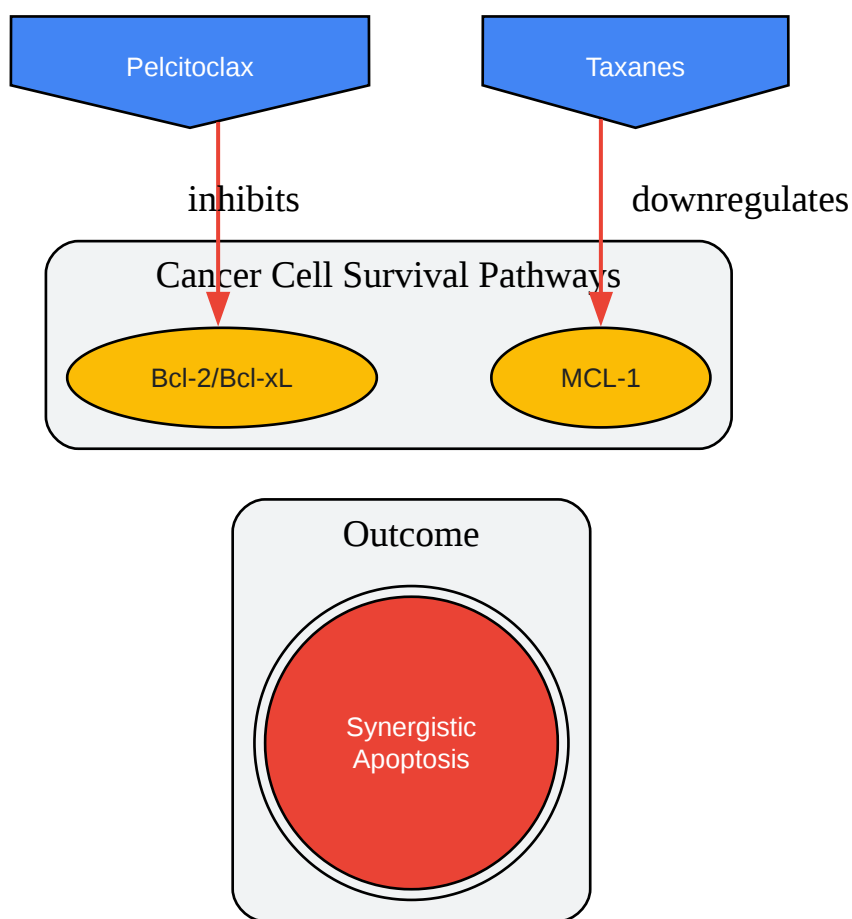 Pelcitoclax
Taxanes
inhibits
downregulates
Cancer Cell Survival Pathways
Bcl-2/Bcl-xL
MCL-1
Outcome
Synergistic
Apoptosis